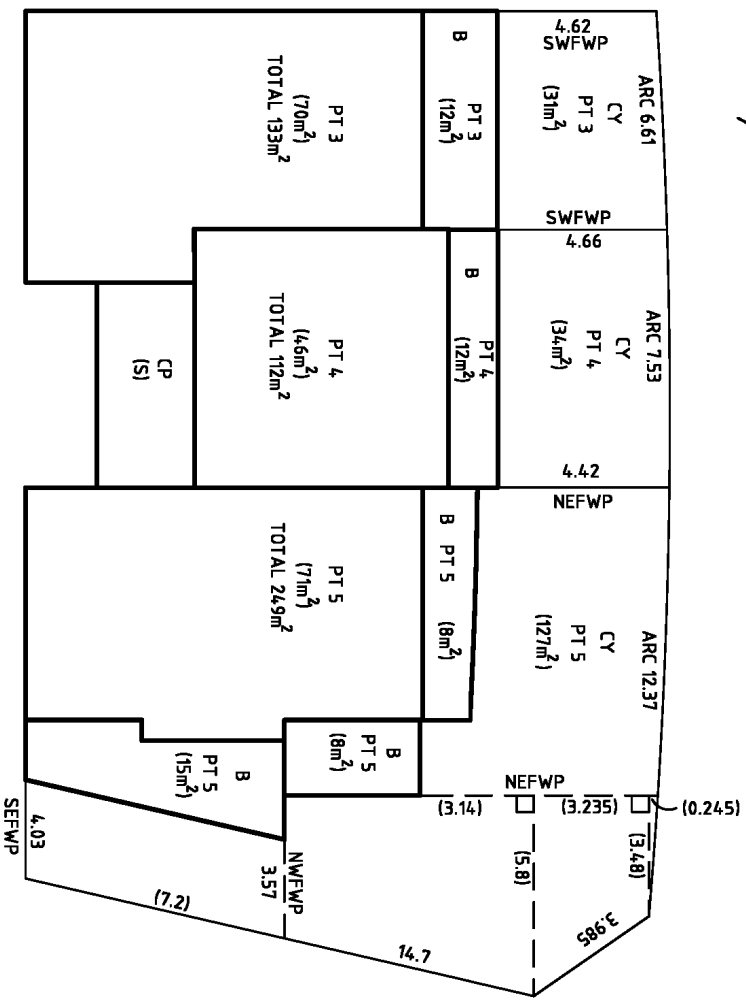 4.62
SWFWP
ARC 6.61
CY
PT 3
(31m²)
B
PT 3
(12m²)
PT 3
(70m²)
TOTAL 133m²
SWFWP
4.66
ARC 7.53
CY
PT 4
(34m²)
B
PT 4
(12m²)
PT 4
(46m²)
TOTAL 112m²
CP
(S)
4.42
NEFWP
ARC 12.37
CY
PT 5
(127m²)
B PT 5 (8m²)
PT 5
(71m²)
TOTAL 249m²
B
PT 5
(8m²)
B
PT 5
(15m²)
NEFWP
(3.14)
(3.235)
(0.245)
(3.48)
(5.8)
3.985
NWFWP
3.57
4.03
SEFWP
(7.2)
14.7